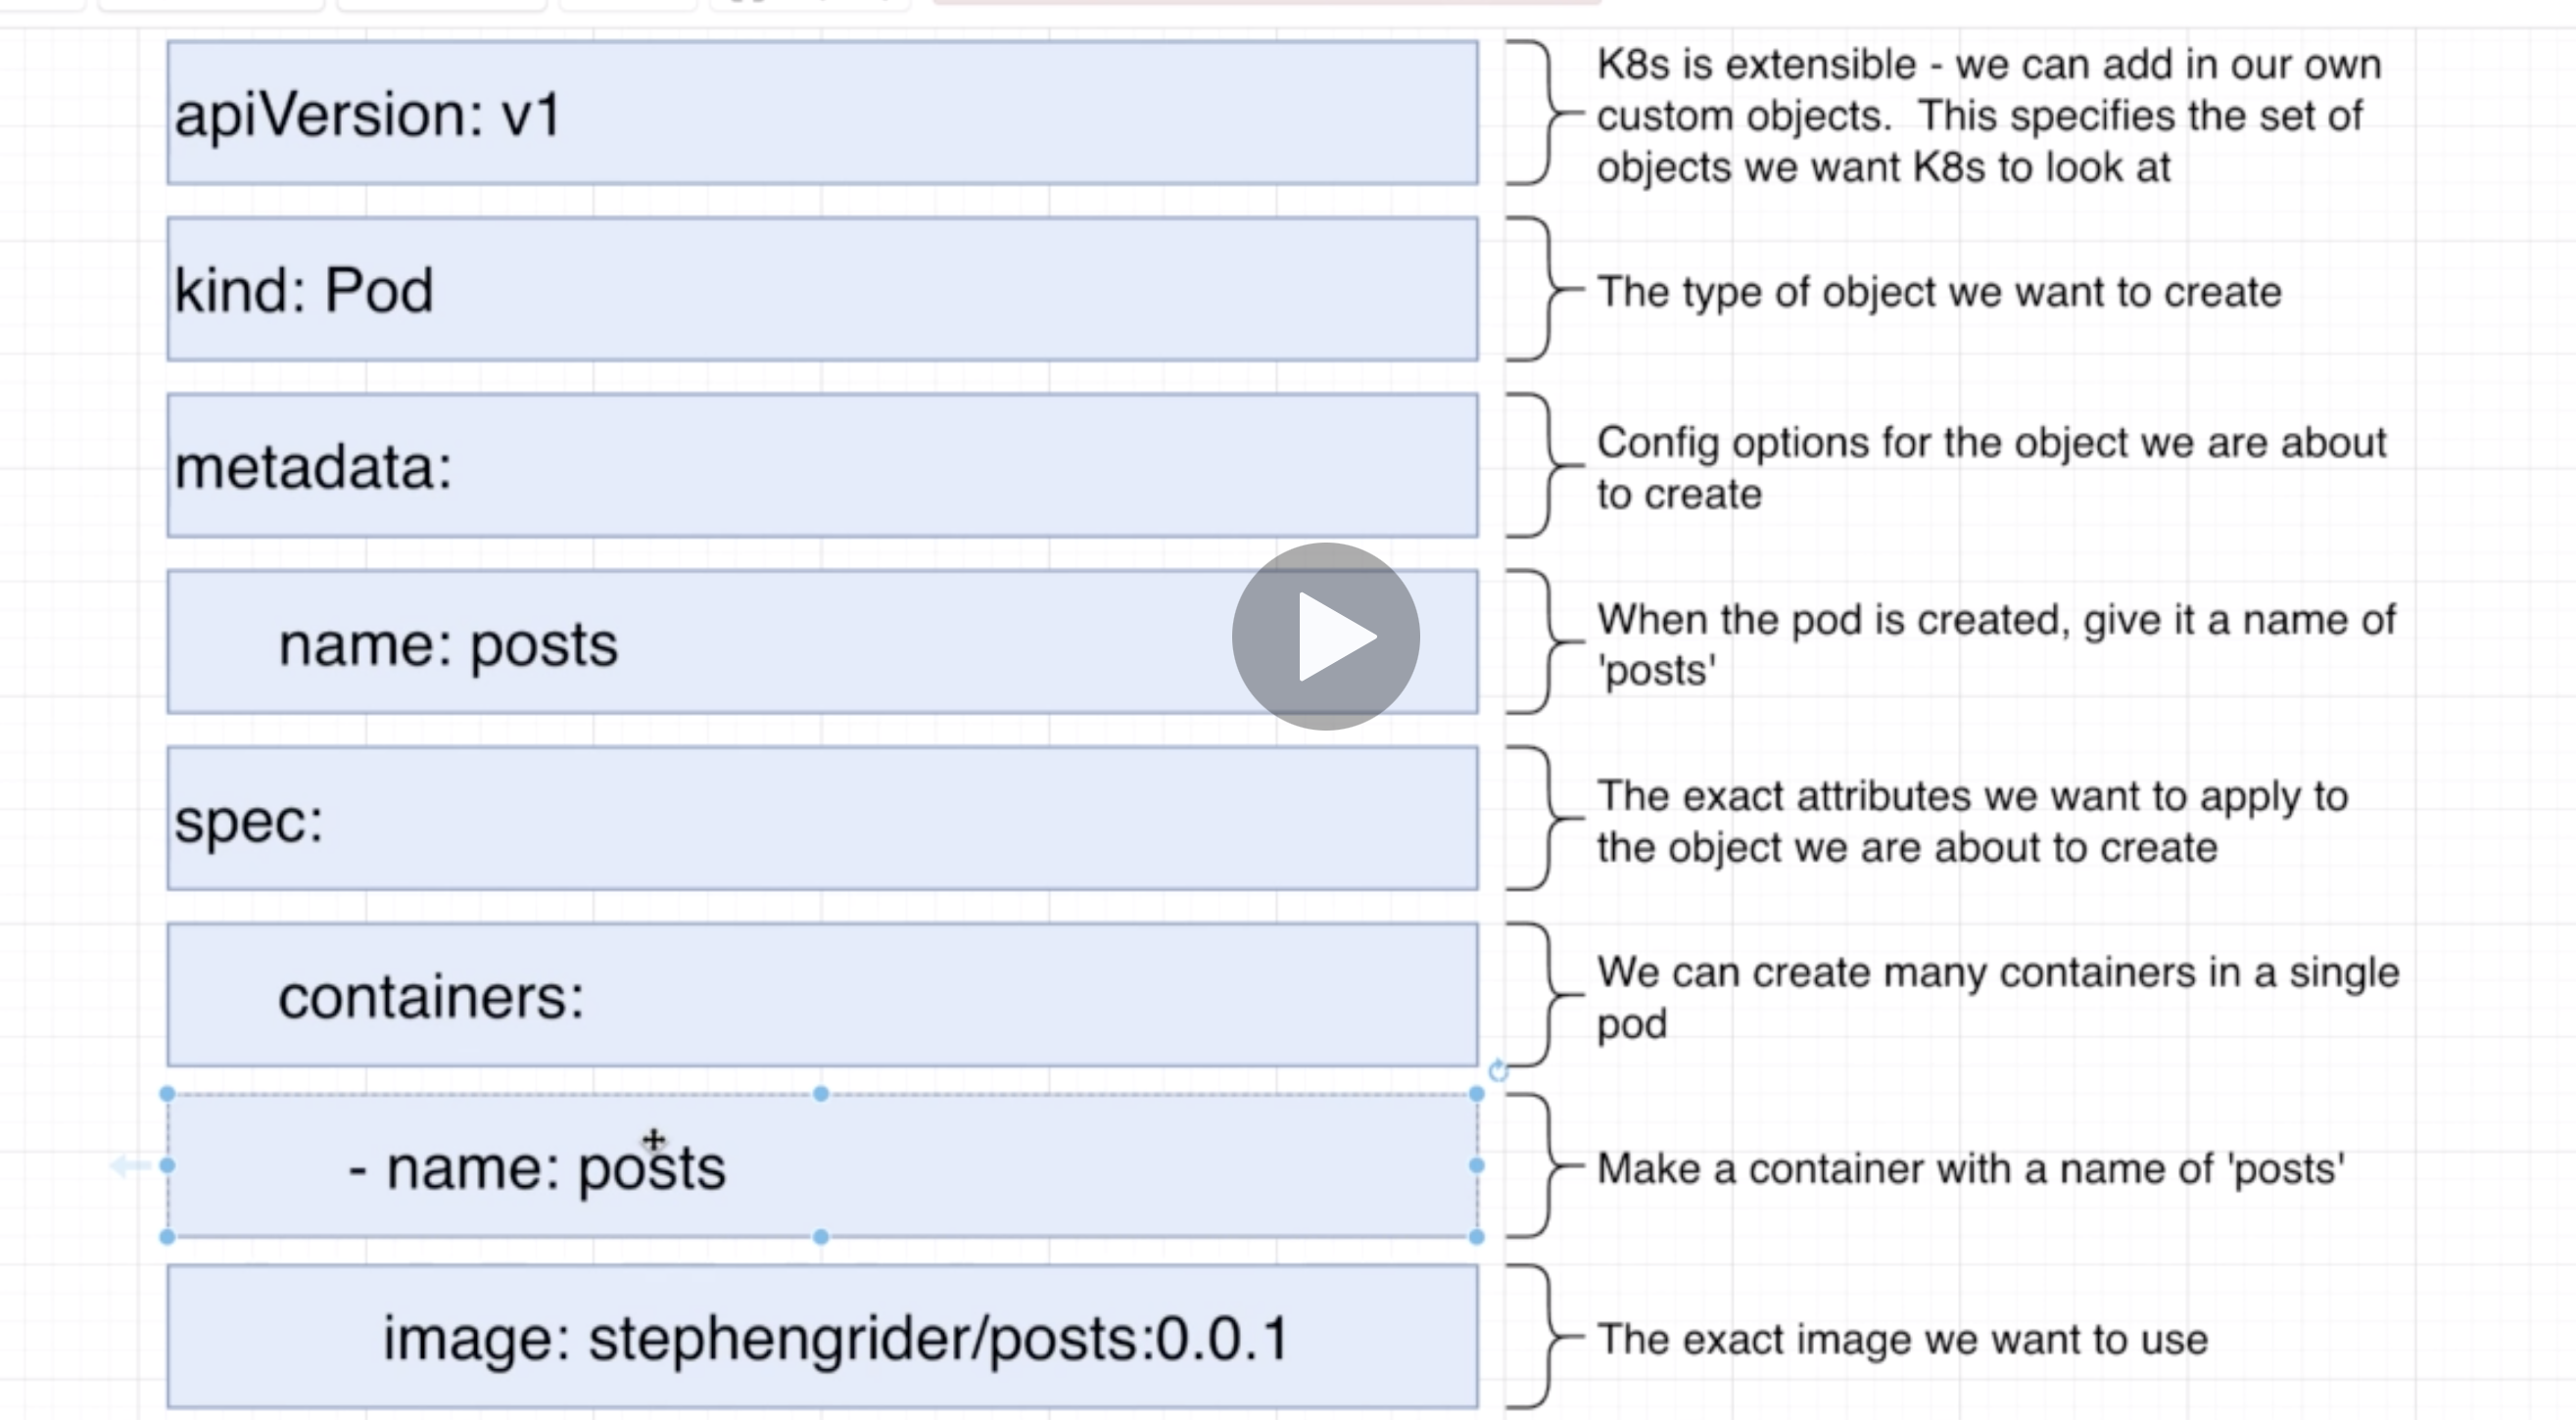 apiVersion: v1
K8s is extensible - we can add in our own
custom objects.  This specifies the set of
objects we want K8s to look at
kind: Pod
The type of object we want to create
metadata:
Config options for the object we are about
to create
name: posts
When the pod is created, give it a name of
'posts'
spec:
The exact attributes we want to apply to
the object we are about to create
containers:
We can create many containers in a single
pod
- name: posts
Make a container with a name of 'posts'
image: stephengrider/posts:0.0.1
The exact image we want to use